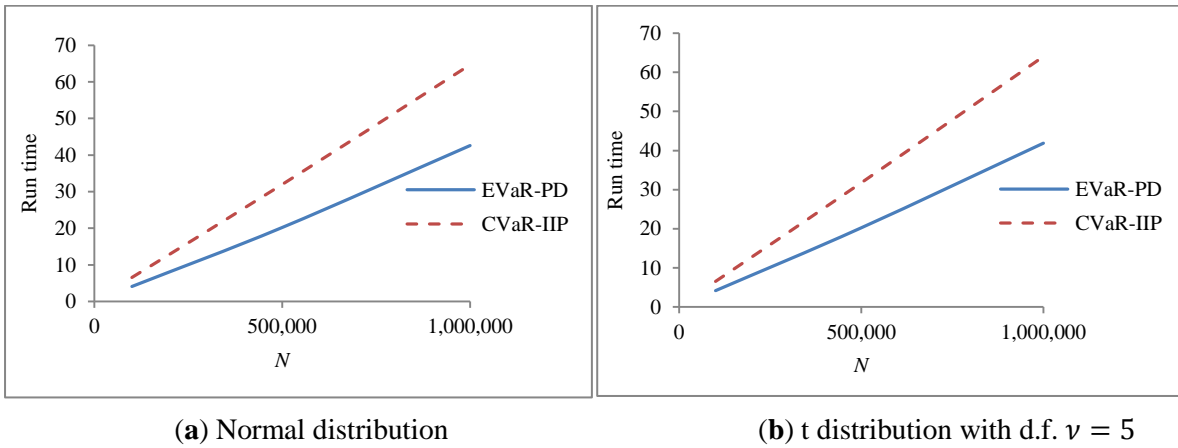 70
60
50
40
30
20
10
0
Run time
0
500,000
1,000,000
N
EVaR-PD
CVaR-IIP
(a) Normal distribution
70
60
50
40
30
20
10
0
Run time
0
500,000
1,000,000
N
EVaR-PD
CVaR-IIP
(b) t distribution with d.f. ν = 5